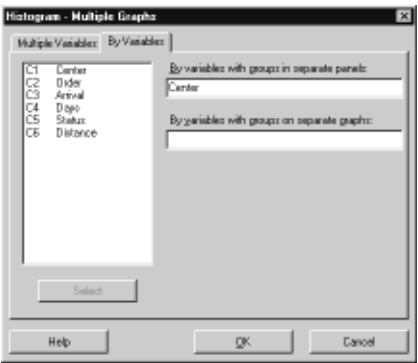 Histogram - Multiple Graphs
Multiple Variables By Variables
C1 Center
C2 Order
C3 Arrival
C4 Days
C5 Status
C6 Distance
By variables with groups in separate panels:
Center
By variables with groups on separate graphs:
Select
Help OK Cancel